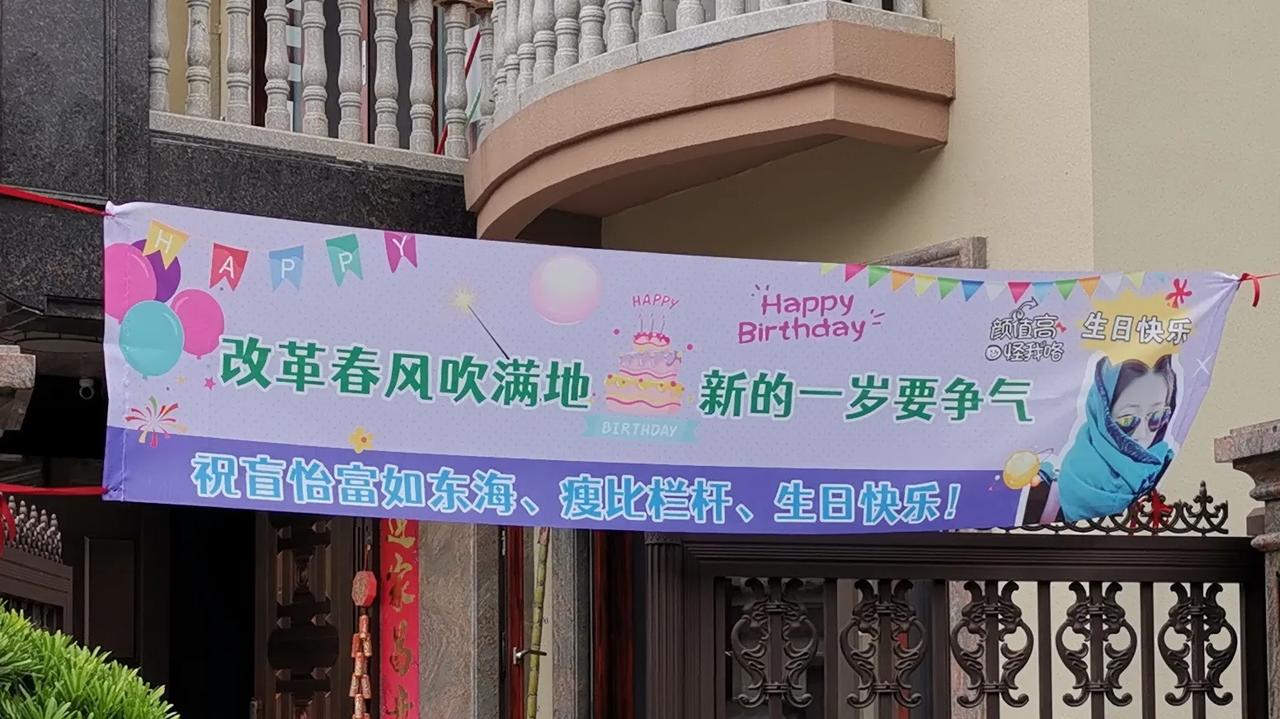 HAPPY
HAPPY
Happy
Birthday
颜值高
怪我咯
生日快乐
改革春风吹满地
新的一岁要争气
BIRTHDAY
祝盲怡富如东海、瘦比栏杆、生日快乐!
家